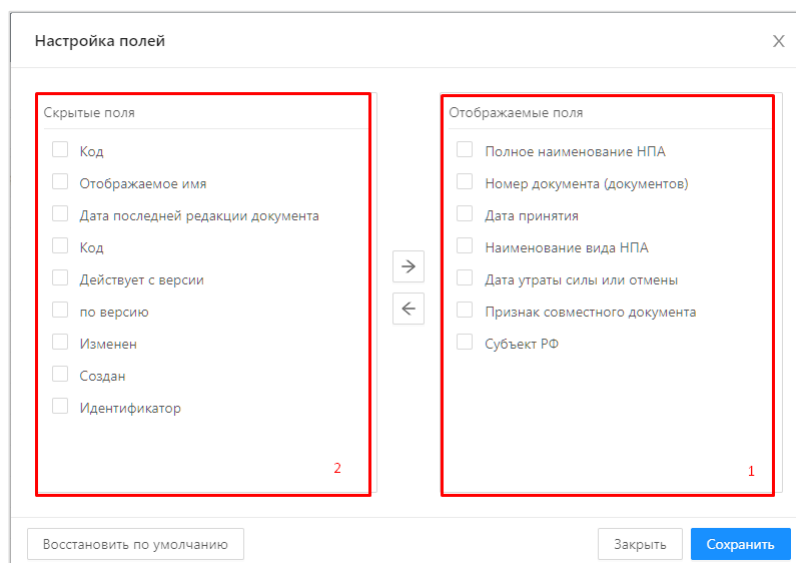 Настройка полей
Скрытые поля
Код
Отображаемое имя
Дата последней редакции документа
Код
Действует с версии
по версию
Изменен
Создан
Идентификатор
2
Отображаемые поля
Полное наименование НПА
Номер документа (документов)
Дата принятия
Наименование вида НПА
Дата утраты силы или отмены
Признак совместного документа
Субъект РФ
1
Восстановить по умолчанию
Закрыть
Сохранить